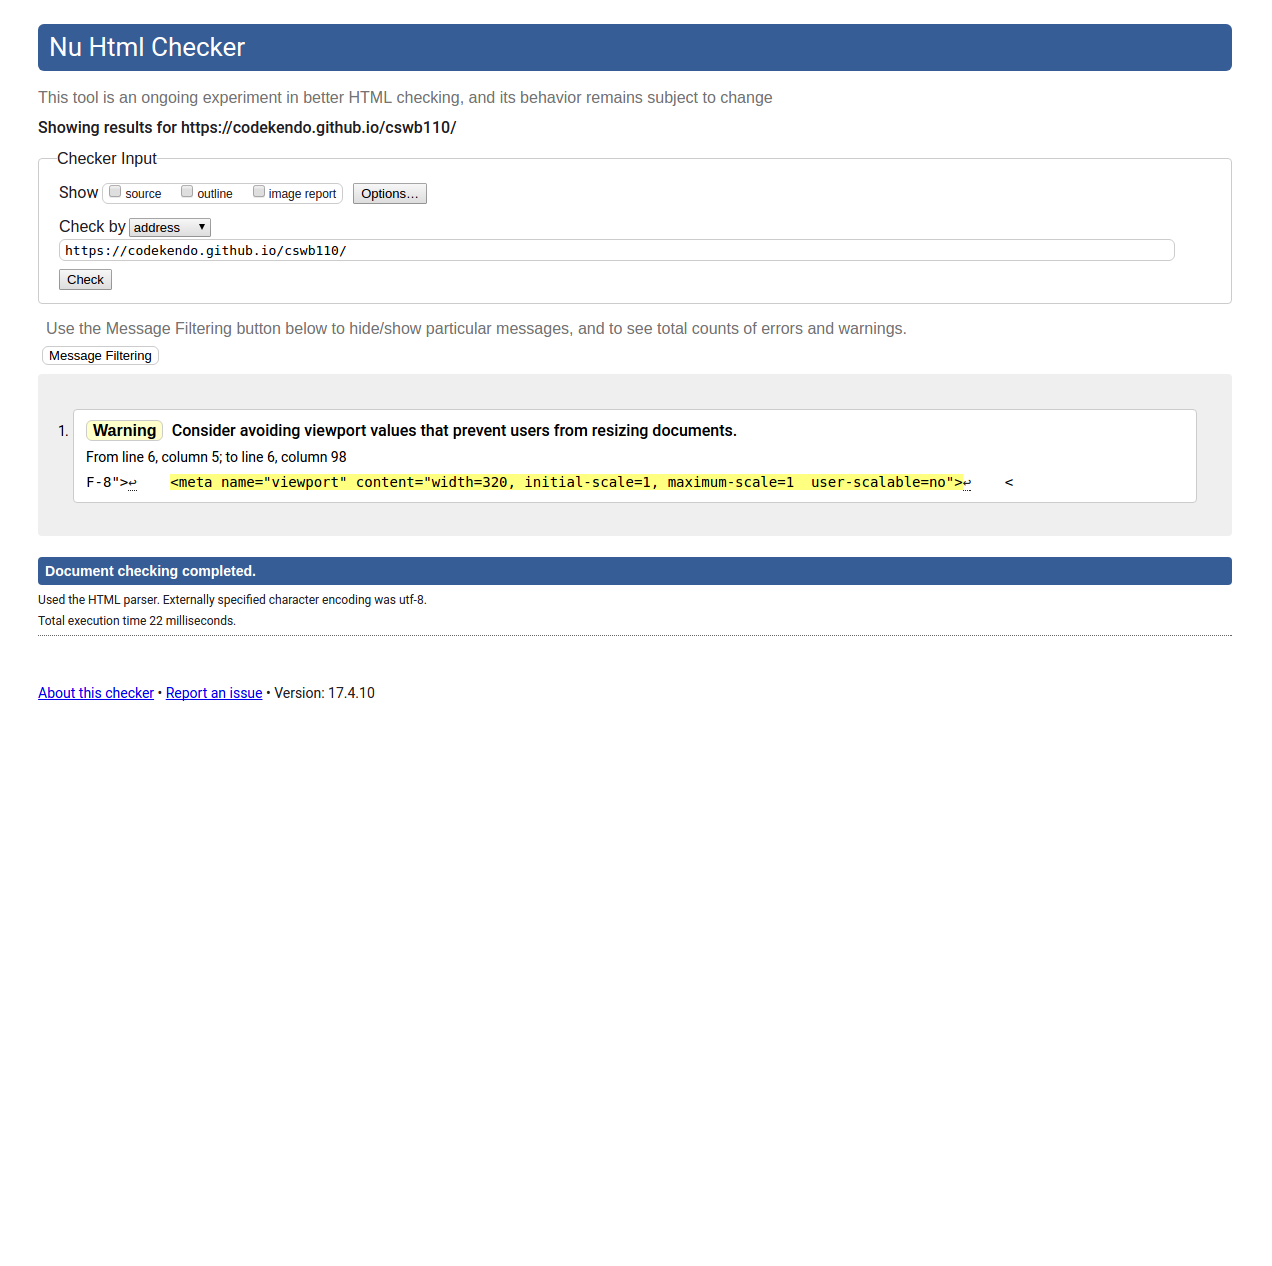 Nu Html Checker
This tool is an ongoing experiment in better HTML checking, and its behavior remains subject to change
Showing results for https://codekendo.github.io/cswb110/
Checker Input
Show source outline image report Options…
Check by address
https://codekendo.github.io/cswb110/
Check
Use the Message Filtering button below to hide/show particular messages, and to see total counts of errors and warnings.
Message Filtering
1. Warning Consider avoiding viewport values that prevent users from resizing documents.
From line 6, column 5; to line 6, column 98
F-8">↩    <meta name="viewport" content="width=320, initial-scale=1, maximum-scale=1  user-scalable=no">↩    <
Document checking completed.
Used the HTML parser. Externally specified character encoding was utf-8.
Total execution time 22 milliseconds.
About this checker • Report an issue • Version: 17.4.10